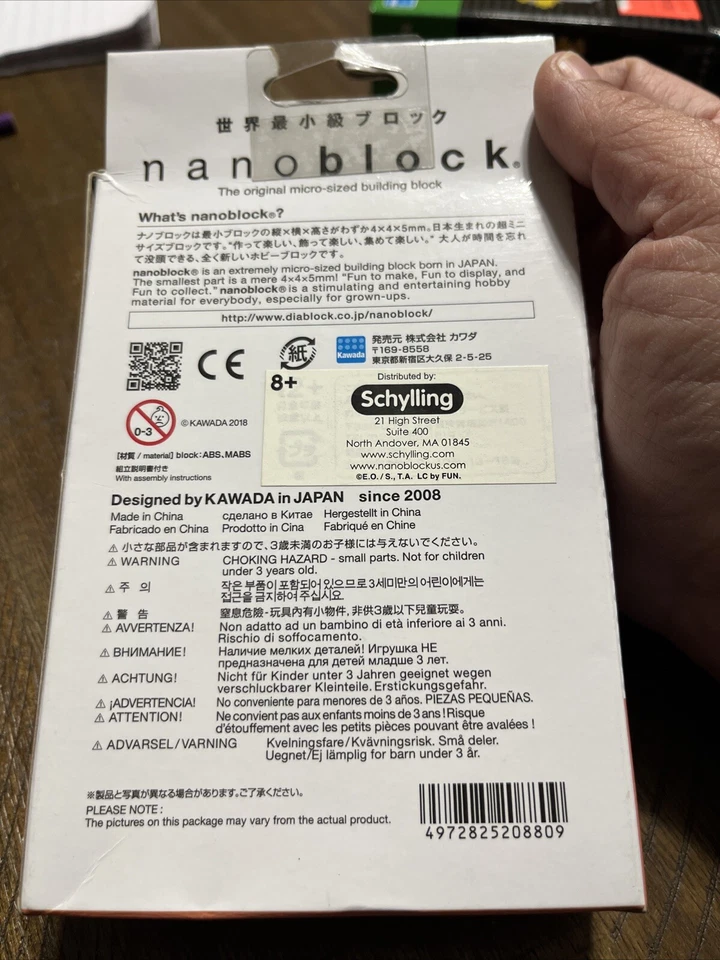 世界最小級ブロック
nanoblock®
The original micro-sized building block
What's nanoblock®?
ナノブロックは最小ブロックの縦×横×高さがわずか4×4×5mm。日本生まれの超ミニ
サイズブロックです。“作って楽しい、飾って楽しい、集めて楽しい。” 大人が時間を忘れ
て没頭できる、全く新しいホビーブロックです。
nanoblock® is an extremely micro-sized building block born in JAPAN.
The smallest part is a mere 4×4×5mm! “Fun to make, Fun to display, and
Fun to collect.” nanoblock® is a stimulating and entertaining hobby
material for everybody, especially for grown-ups.
http://www.diablock.co.jp/nanoblock/
CE
紙
Kawada
発売元 株式会社 カワダ
〒169-8558
東京都新宿区大久保 2-5-25
8+
Distributed by:
Schylling
21 High Street
Suite 400
North Andover, MA 01845
www.schylling.com
www.nanoblockus.com
©E.O. / S., T.A. LC by FUN.
0-3
© KAWADA 2018
[材質 / material] block:ABS、MABS
組立説明書付き
With assembly instructions
Designed by KAWADA in JAPAN since 2008
Made in China сделано в Китае Hergestellt in China
Fabricado en China Prodotto in Cina Fabriqué en Chine
⚠ 小さな部品が含まれますので、3歳未満のお子様には与えないでください。
⚠ WARNING CHOKING HAZARD - small parts. Not for children
under 3 years old.
⚠ 주 의 작은 부품이 포함되어 있으므로 3세미만의 어린이에게는
접근을 금지하여 주십시요.
⚠ 警 告 窒息危險 - 玩具內有小物件, 非供3歲以下兒童玩耍。
⚠ AVVERTENZA! Non adatto ad un bambino di età inferiore ai 3 anni.
Rischio di soffocamento.
⚠ ВНИМАНИЕ! Наличие мелких деталей! Игрушка НЕ
предназначена для детей младше 3 лет.
⚠ ACHTUNG! Nicht für Kinder unter 3 Jahren geeignet wegen
verschluckbarer Kleinteile. Erstickungsgefahr.
⚠ ¡ADVERTENCIA! No conveniente para menores de 3 años. PIEZAS PEQUEÑAS.
⚠ ATTENTION! Ne convient pas aux enfants moins de 3 ans ! Risque
d'étouffement avec les petits pièces pouvant être avalées !
⚠ ADVARSEL/VARNING Kvelningsfare/Kvävningsrisk. Små deler.
Uegnet/Ej lämplig for barn under 3 år.
※製品と写真が異なる場合があります。ご了承ください。
PLEASE NOTE :
The pictures on this package may vary from the actual product.
4972825208809